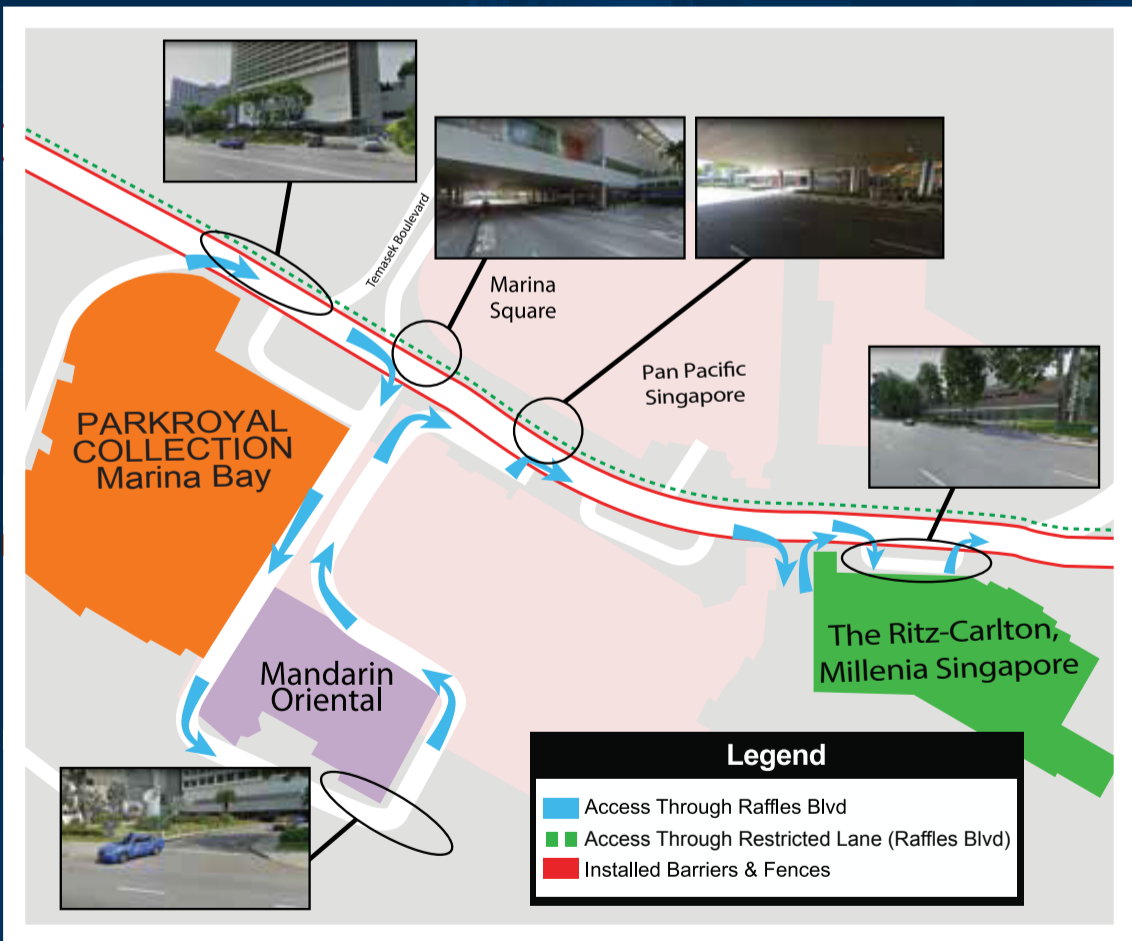 Temasek Boulevard
Marina
Square
Pan Pacific
Singapore
PARKROYAL
COLLECTION
Marina Bay
Mandarin
Oriental
The Ritz-Carlton,
Millenia Singapore
Legend
Access Through Raffles Blvd
Access Through Restricted Lane (Raffles Blvd)
Installed Barriers & Fences